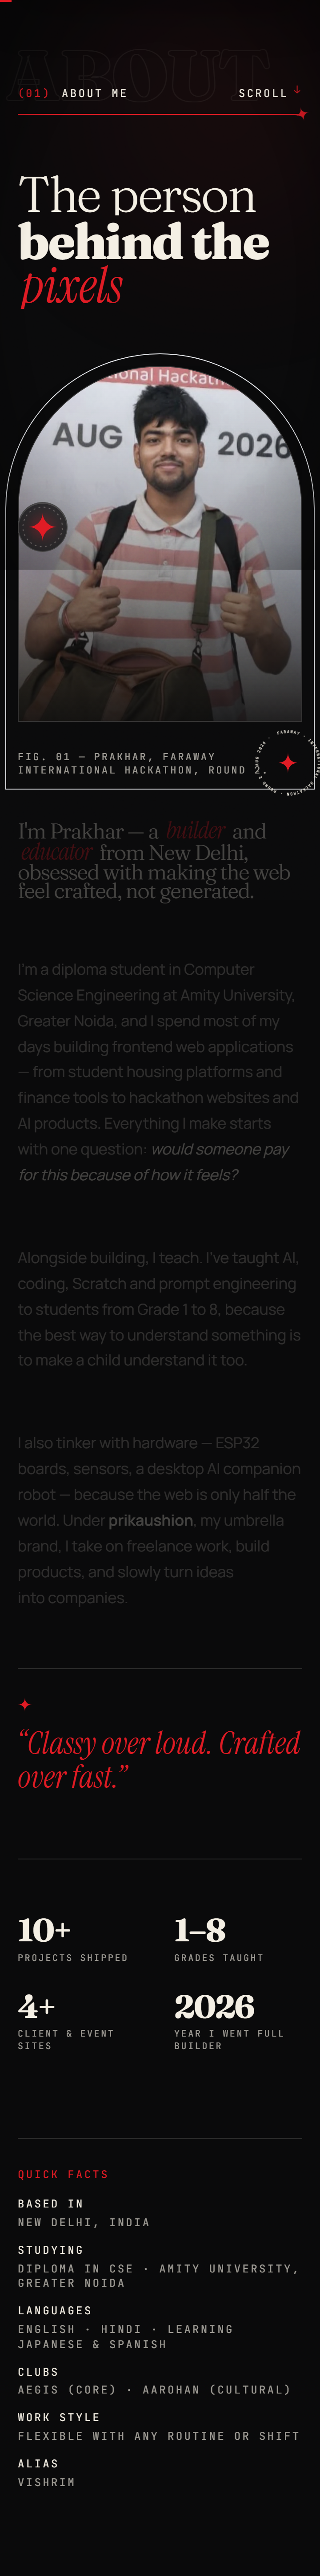 ABOUT
(01) ABOUT ME
SCROLL ↓
The person
behind the
pixels
onal Hackath
AUG
2026
FIG. 01 — PRAKHAR, FARAWAY
INTERNATIONAL HACKATHON, ROUND 2.
I'm Prakhar — a builder and
educator from New Delhi,
obsessed with making the web
feel crafted, not generated.
I'm a diploma student in Computer
Science Engineering at Amity University,
Greater Noida, and I spend most of my
days building frontend web applications
— from student housing platforms and
finance tools to hackathon websites and
AI products. Everything I make starts
with one question: would someone pay
for this because of how it feels?
Alongside building, I teach. I've taught AI,
coding, Scratch and prompt engineering
to students from Grade 1 to 8, because
the best way to understand something is
to make a child understand it too.
I also tinker with hardware — ESP32
boards, sensors, a desktop AI companion
robot — because the web is only half the
world. Under prikaushion, my umbrella
brand, I take on freelance work, build
products, and slowly turn ideas
into companies.
“Classy over loud. Crafted
over fast.”
10+
PROJECTS SHIPPED
1–8
GRADES TAUGHT
4+
CLIENT & EVENT
SITES
2026
YEAR I WENT FULL
BUILDER
QUICK FACTS
BASED IN
NEW DELHI, INDIA
STUDYING
DIPLOMA IN CSE · AMITY UNIVERSITY,
GREATER NOIDA
LANGUAGES
ENGLISH · HINDI · LEARNING
JAPANESE & SPANISH
CLUBS
AEGIS (CORE) · AAROHAN (CULTURAL)
WORK STYLE
FLEXIBLE WITH ANY ROUTINE OR SHIFT
ALIAS
VISHRIM